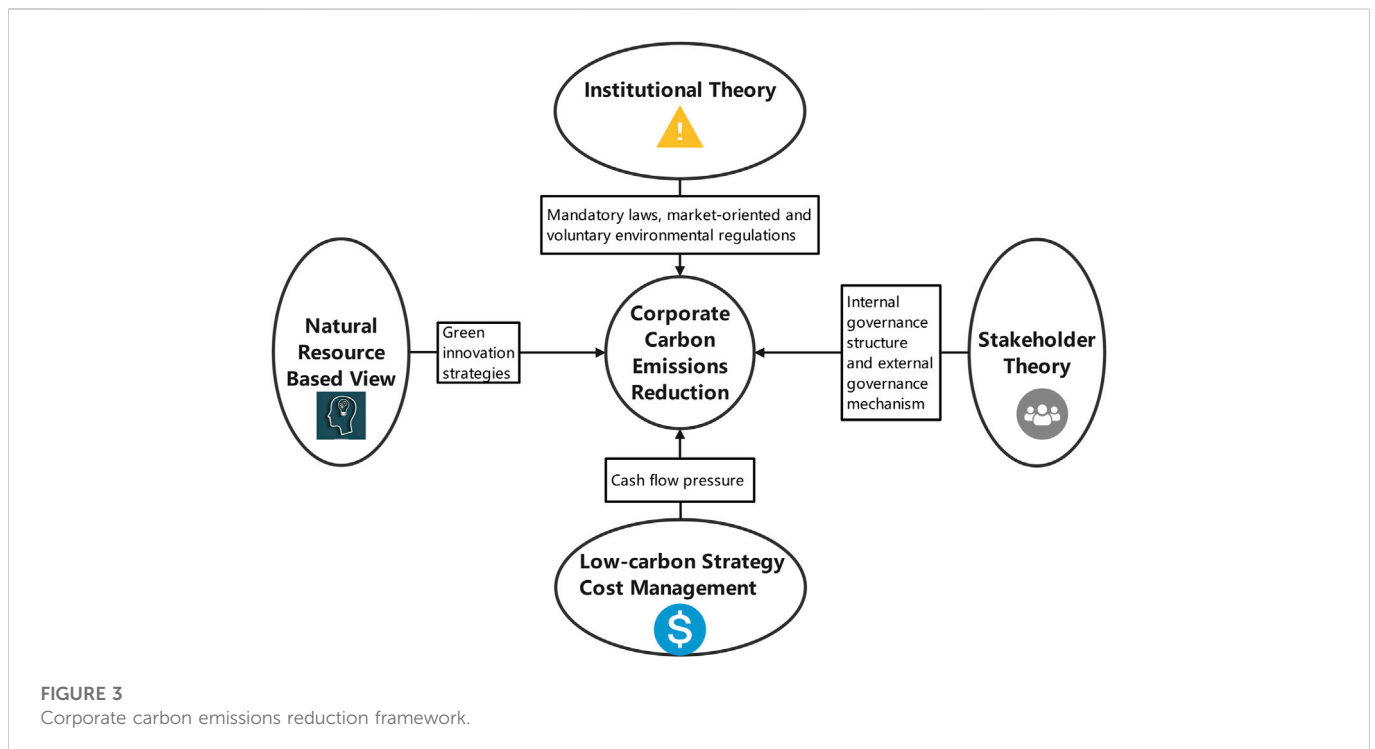 Institutional Theory
!
Mandatory laws, market-oriented and
voluntary environmental regulations
Natural
Resource
Based View
Green
innovation
strategies
Corporate
Carbon
Emissions
Reduction
Internal
governance
structure
and external
governance
mechanism
Stakeholder
Theory
Cash flow pressure
Low-carbon Strategy
Cost Management
$
FIGURE 3
Corporate carbon emissions reduction framework.